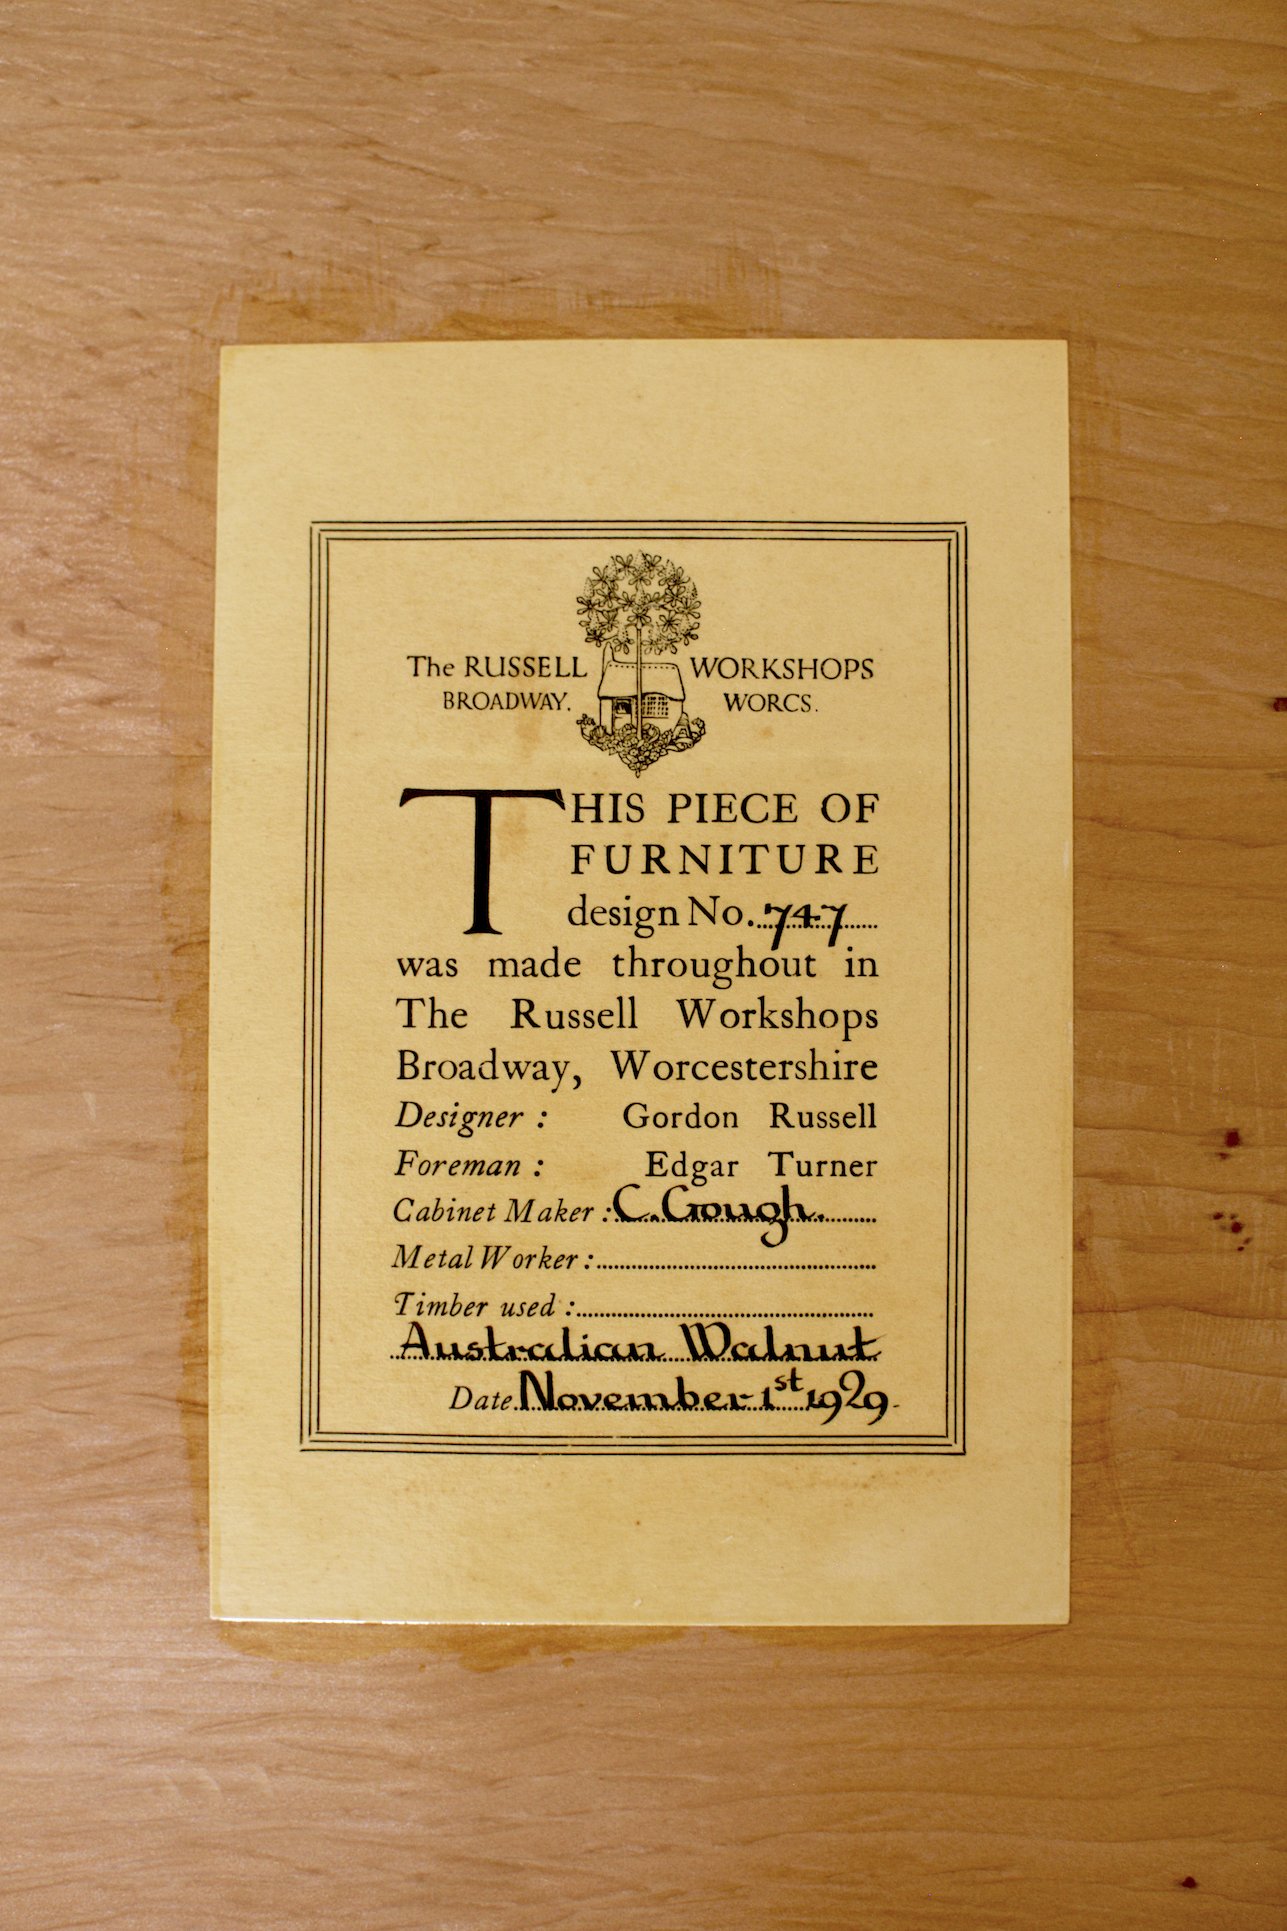 The RUSSELL WORKSHOPS
BROADWAY. WORCS.
THIS PIECE OF
FURNITURE
design No. 747
was made throughout in
The Russell Workshops
Broadway, Worcestershire
Designer : Gordon Russell
Foreman : Edgar Turner
Cabinet Maker : C. Gough.
Metal Worker :
Timber used :
Australian Walnut
Date November 1st 1929